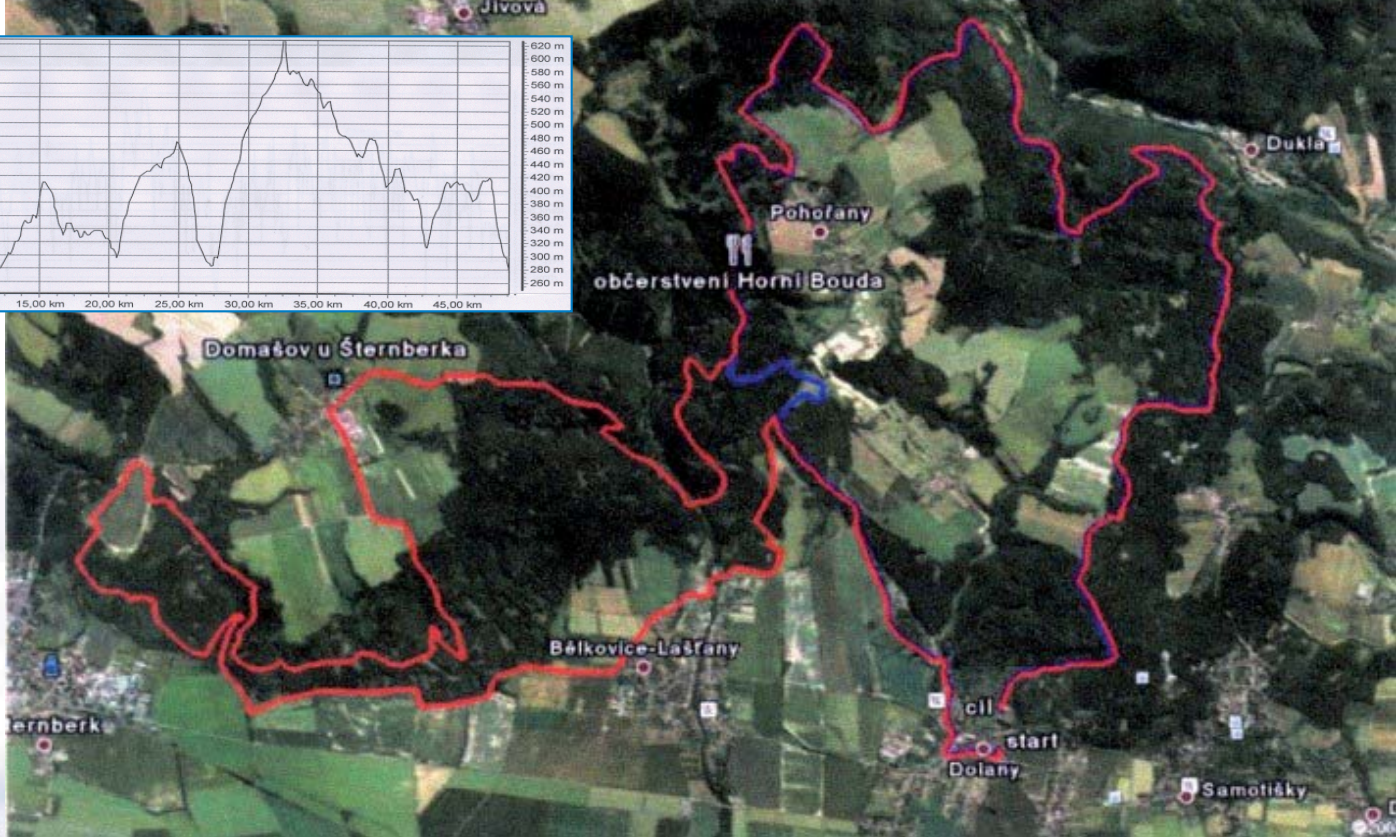 Jívová
620 m
600 m
580 m
560 m
540 m
520 m
500 m
480 m
460 m
440 m
420 m
400 m
380 m
360 m
340 m
320 m
300 m
280 m
260 m
15,00 km 20,00 km 25,00 km 30,00 km 35,00 km 40,00 km 45,00 km
Dukla
Pohořany
občerstvení Horní Bouda
Domašov u Šternberka
Bělkovice-Lašťany
ternberk
cíl
start
Dolany
Samotišky